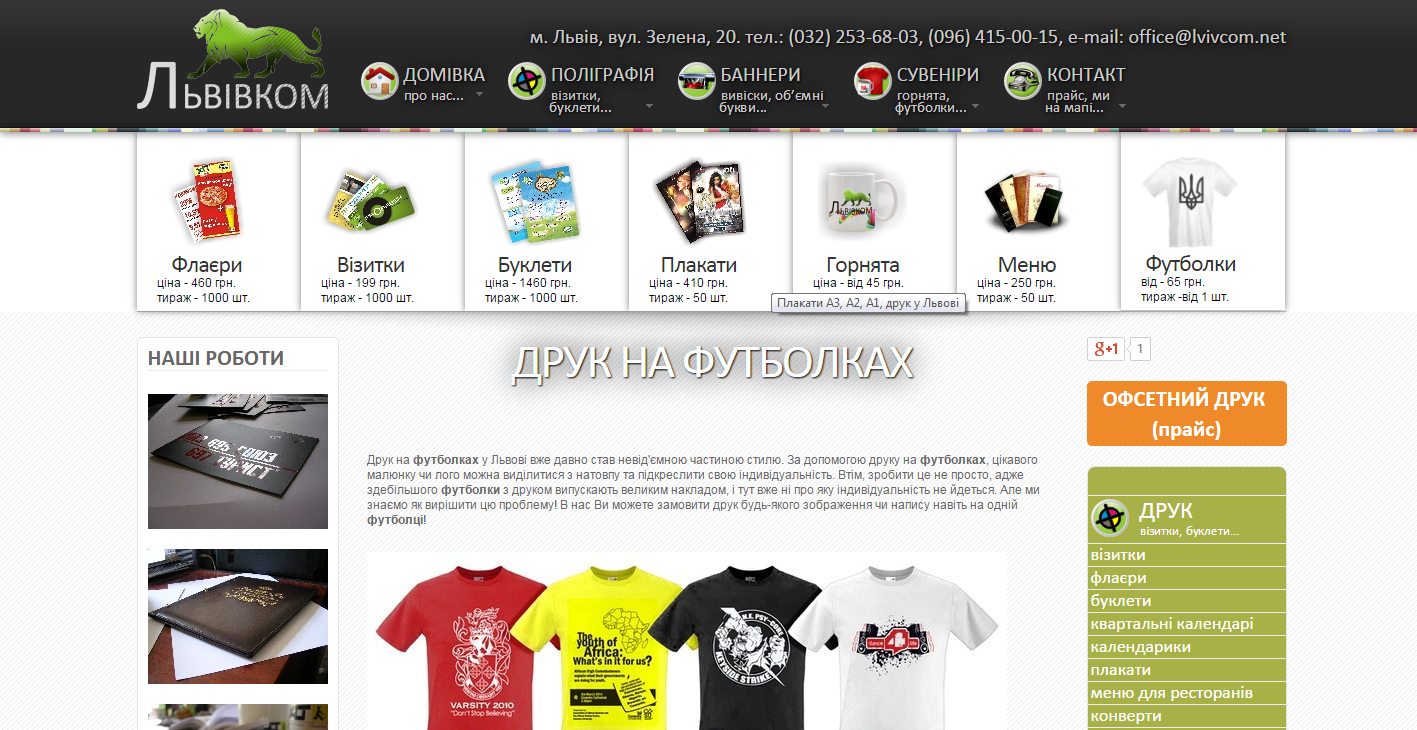 Львівком
м. Львів, вул. Зелена, 20. тел.: (032) 253-68-03, (096) 415-00-15, e-mail: office@lvivcom.net
ДОМІВКА
про нас...
ПОЛІГРАФІЯ
візитки,
буклети...
БАННЕРИ
вивіски, об’ємні
букви...
СУВЕНІРИ
горнята,
футболки...
КОНТАКТ
прайс, ми
на мапі...
Флаєри
ціна - 460 грн.
тираж - 1000 шт.
Візитки
ціна - 199 грн.
тираж - 1000 шт.
Буклети
ціна - 1460 грн.
тираж - 1000 шт.
Плакати
ціна - 410 грн.
тираж - 50 шт.
Львівком
Горнята
ціна - від 45 грн.
Меню
ціна - 250 грн.
тираж - 50 шт.
Футболки
від - 65 грн.
тираж -від 1 шт.
Плакати А3, А2, А1, друк у Львові
НАШІ РОБОТИ
ДРУК НА ФУТБОЛКАХ
Друк на футболках у Львові вже давно став невід'ємною частиною стилю. За допомогою друку на футболках, цікавого
малюнку чи лого можна виділитися з натовпу та підкреслити свою індивідуальність. Втім, зробити це не просто, адже
здебільшого футболки з друком випускають великим накладом, і тут вже ні про яку індивідуальність не йдеться. Але ми
знаємо як вирішити цю проблему! В нас Ви можете замовити друк будь-якого зображення чи напису навіть на одній
футболці!
VARSITY 2010
"Don't Stop Believing"
The
youth of
Africa:
What's in it for us?
KEYSIDE STRIKE
g+1
1
ОФСЕТНИЙ ДРУК
(прайс)
ДРУК
візитки, буклети...
візитки
флаєри
буклети
квартальні календарі
календарики
плакати
меню для ресторанів
конверти